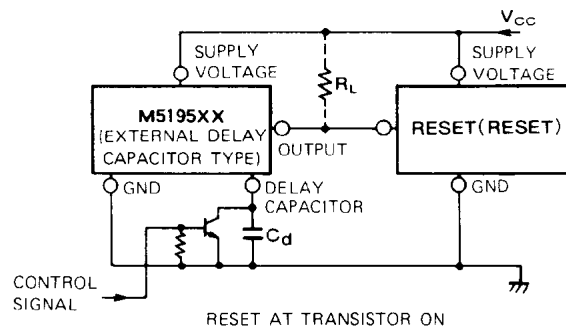 VCC
SUPPLY
VOLTAGE
SUPPLY
VOLTAGE
RL
M5195XX
(EXTERNAL DELAY
CAPACITOR TYPE)
OUTPUT
RESET(RESET)
GND
DELAY
CAPACITOR
GND
Cd
CONTROL
SIGNAL
RESET AT TRANSISTOR ON